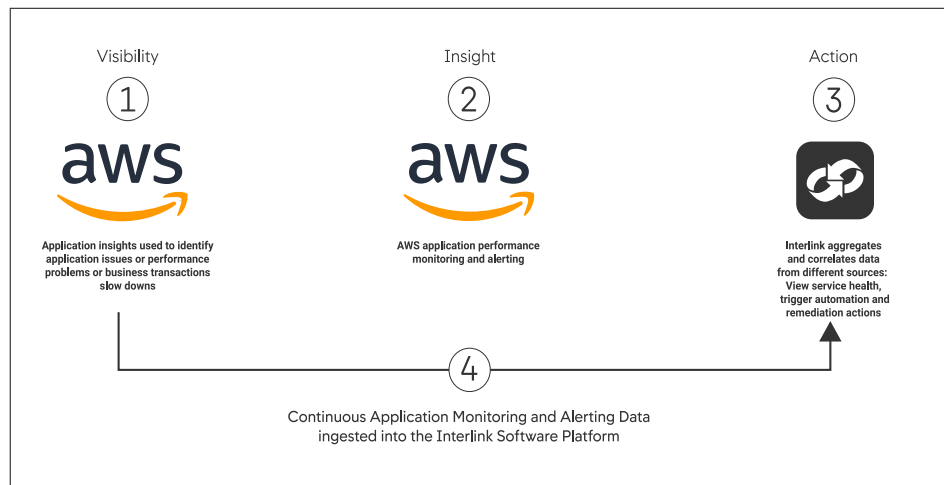 Visibility
1
aws
Application insights used to identify
application issues or performance
problems or business transactions
slow downs
Insight
2
aws
AWS application performance
monitoring and alerting
Action
3
Interlink aggregates
and correlates data
from different sources:
View service health,
trigger automation and
remediation actions
4
Continuous Application Monitoring and Alerting Data
ingested into the Interlink Software Platform